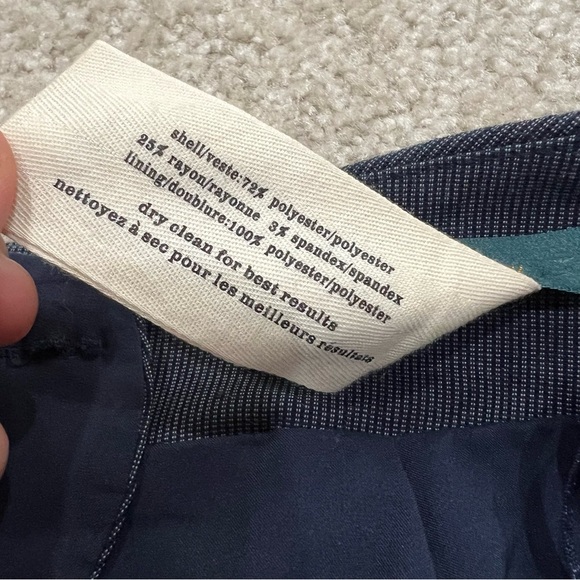 shell/veste:72% polyester/polyester
25% rayon/rayonne 3% spandex/spandex
lining/doublure:100% polyester/polyester
dry clean for best results
nettoyez à sec pour les meilleurs résultats